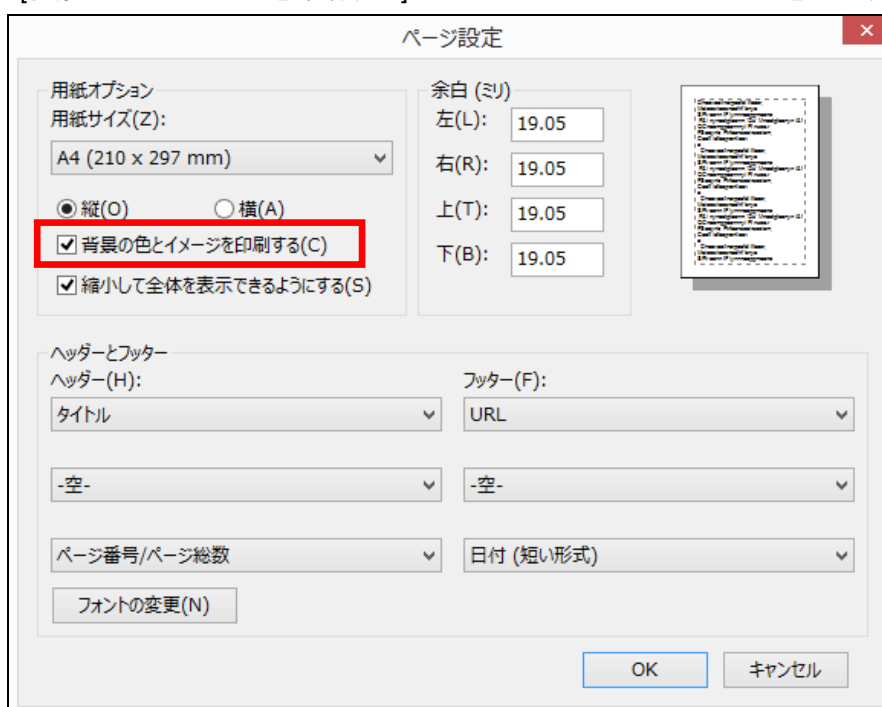 ページ設定
用紙オプション
用紙サイズ(Z):
A4 (210 x 297 mm)
縦(O)
横(A)
背景の色とイメージを印刷する(C)
縮小して全体を表示できるようにする(S)
余白 (ミリ)
左(L): 19.05
右(R): 19.05
上(T): 19.05
下(B): 19.05
ヘッダーとフッター
ヘッダー(H):
タイトル
-空-
ページ番号/ページ総数
フッター(F):
URL
-空-
日付 (短い形式)
フォントの変更(N)
OK
キャンセル